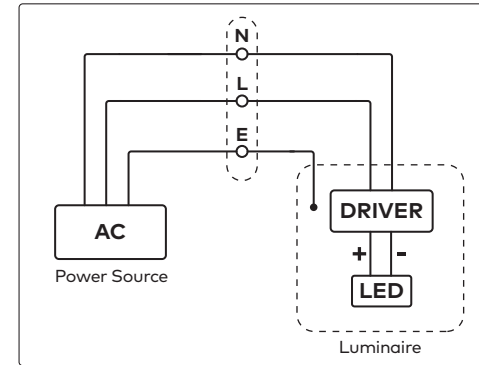 N
L
E
AC
Power Source
DRIVER
+ -
LED
Luminaire